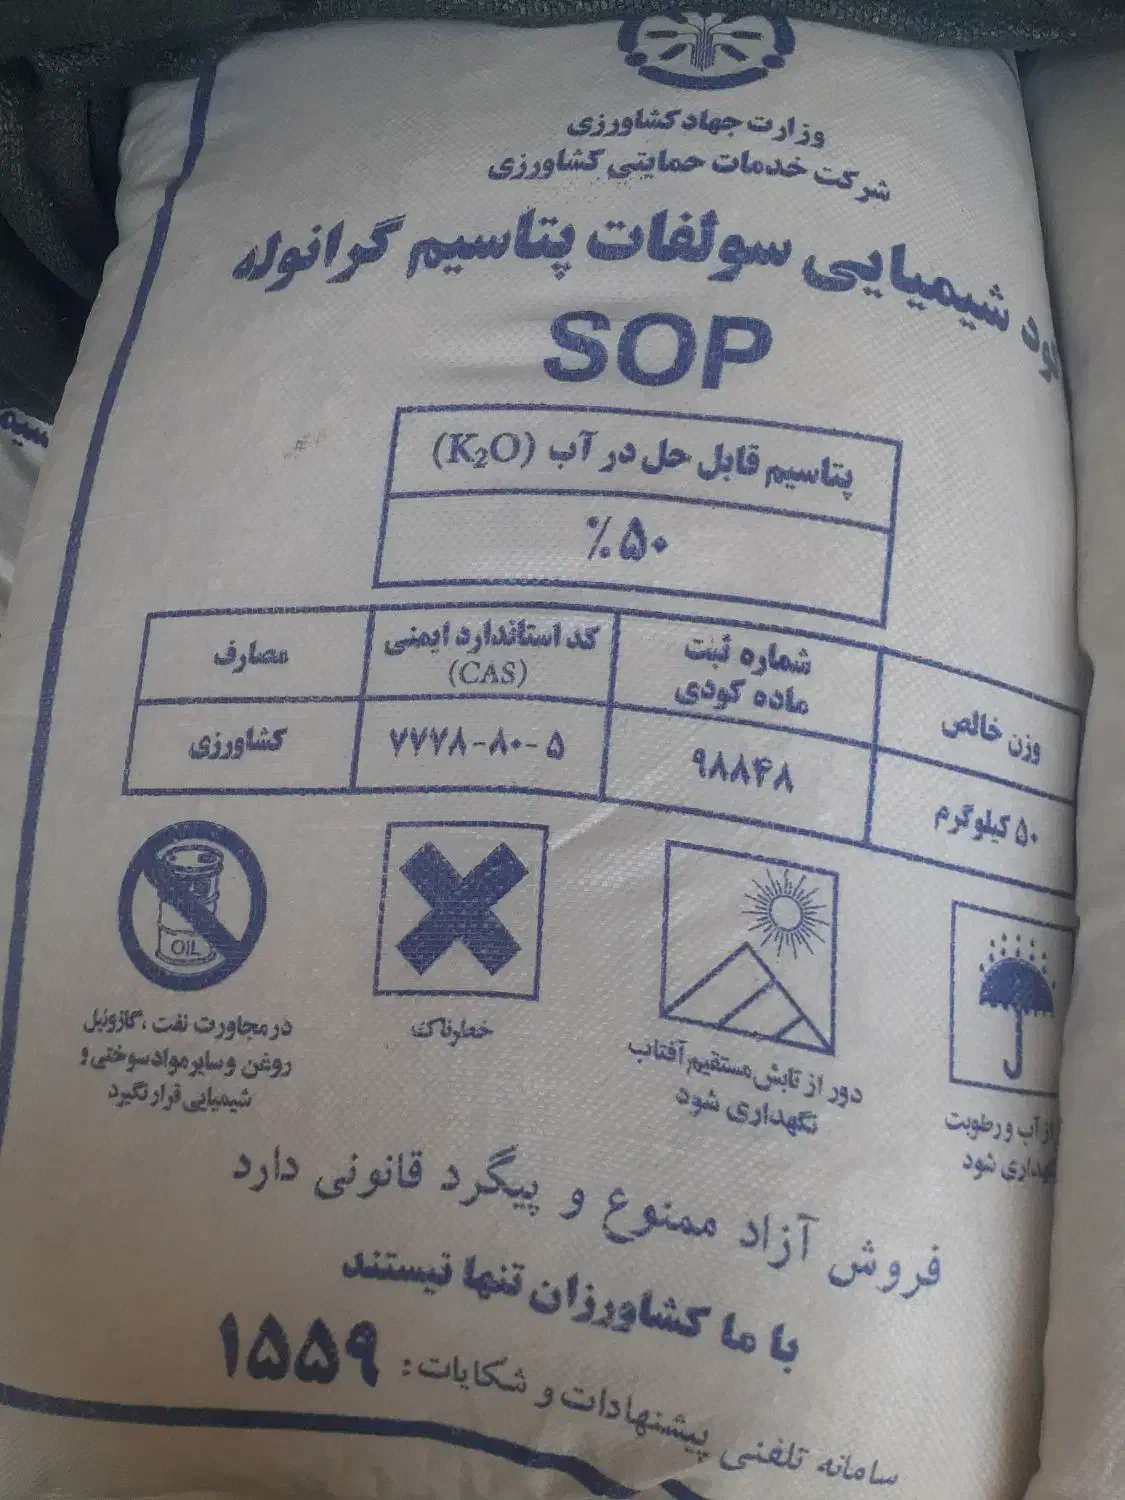 وزارت جهاد کشاورزی
شرکت خدمات حمایتی کشاورزی
شیمیایی سولفات پتاسیم گرانوله
SOP
پتاسیم قابل حل در آب (K₂O)
%۵۰
وزن خالص
شماره ثبت
ماده کودی
کد استاندارد ایمنی
(CAS)
مصارف
۵۰ کیلوگرم
۹۸۸۴۸
۷۷۷۸-۸۰-۵
کشاورزی
از آب و رطوبت
نگهداری شود
دور از تابش مستقیم آفتاب
نگهداری شود
خطرناک
OIL
در مجاورت نفت ، گازوئیل
روغن و سایر مواد سوختی و
شیمیایی قرار نگیرد
فروش آزاد ممنوع و پیگرد قانونی دارد
با ما کشاورزان تنها نیستند
سامانه تلفنی پیشنهادات و شکایات: ۱۵۵۹